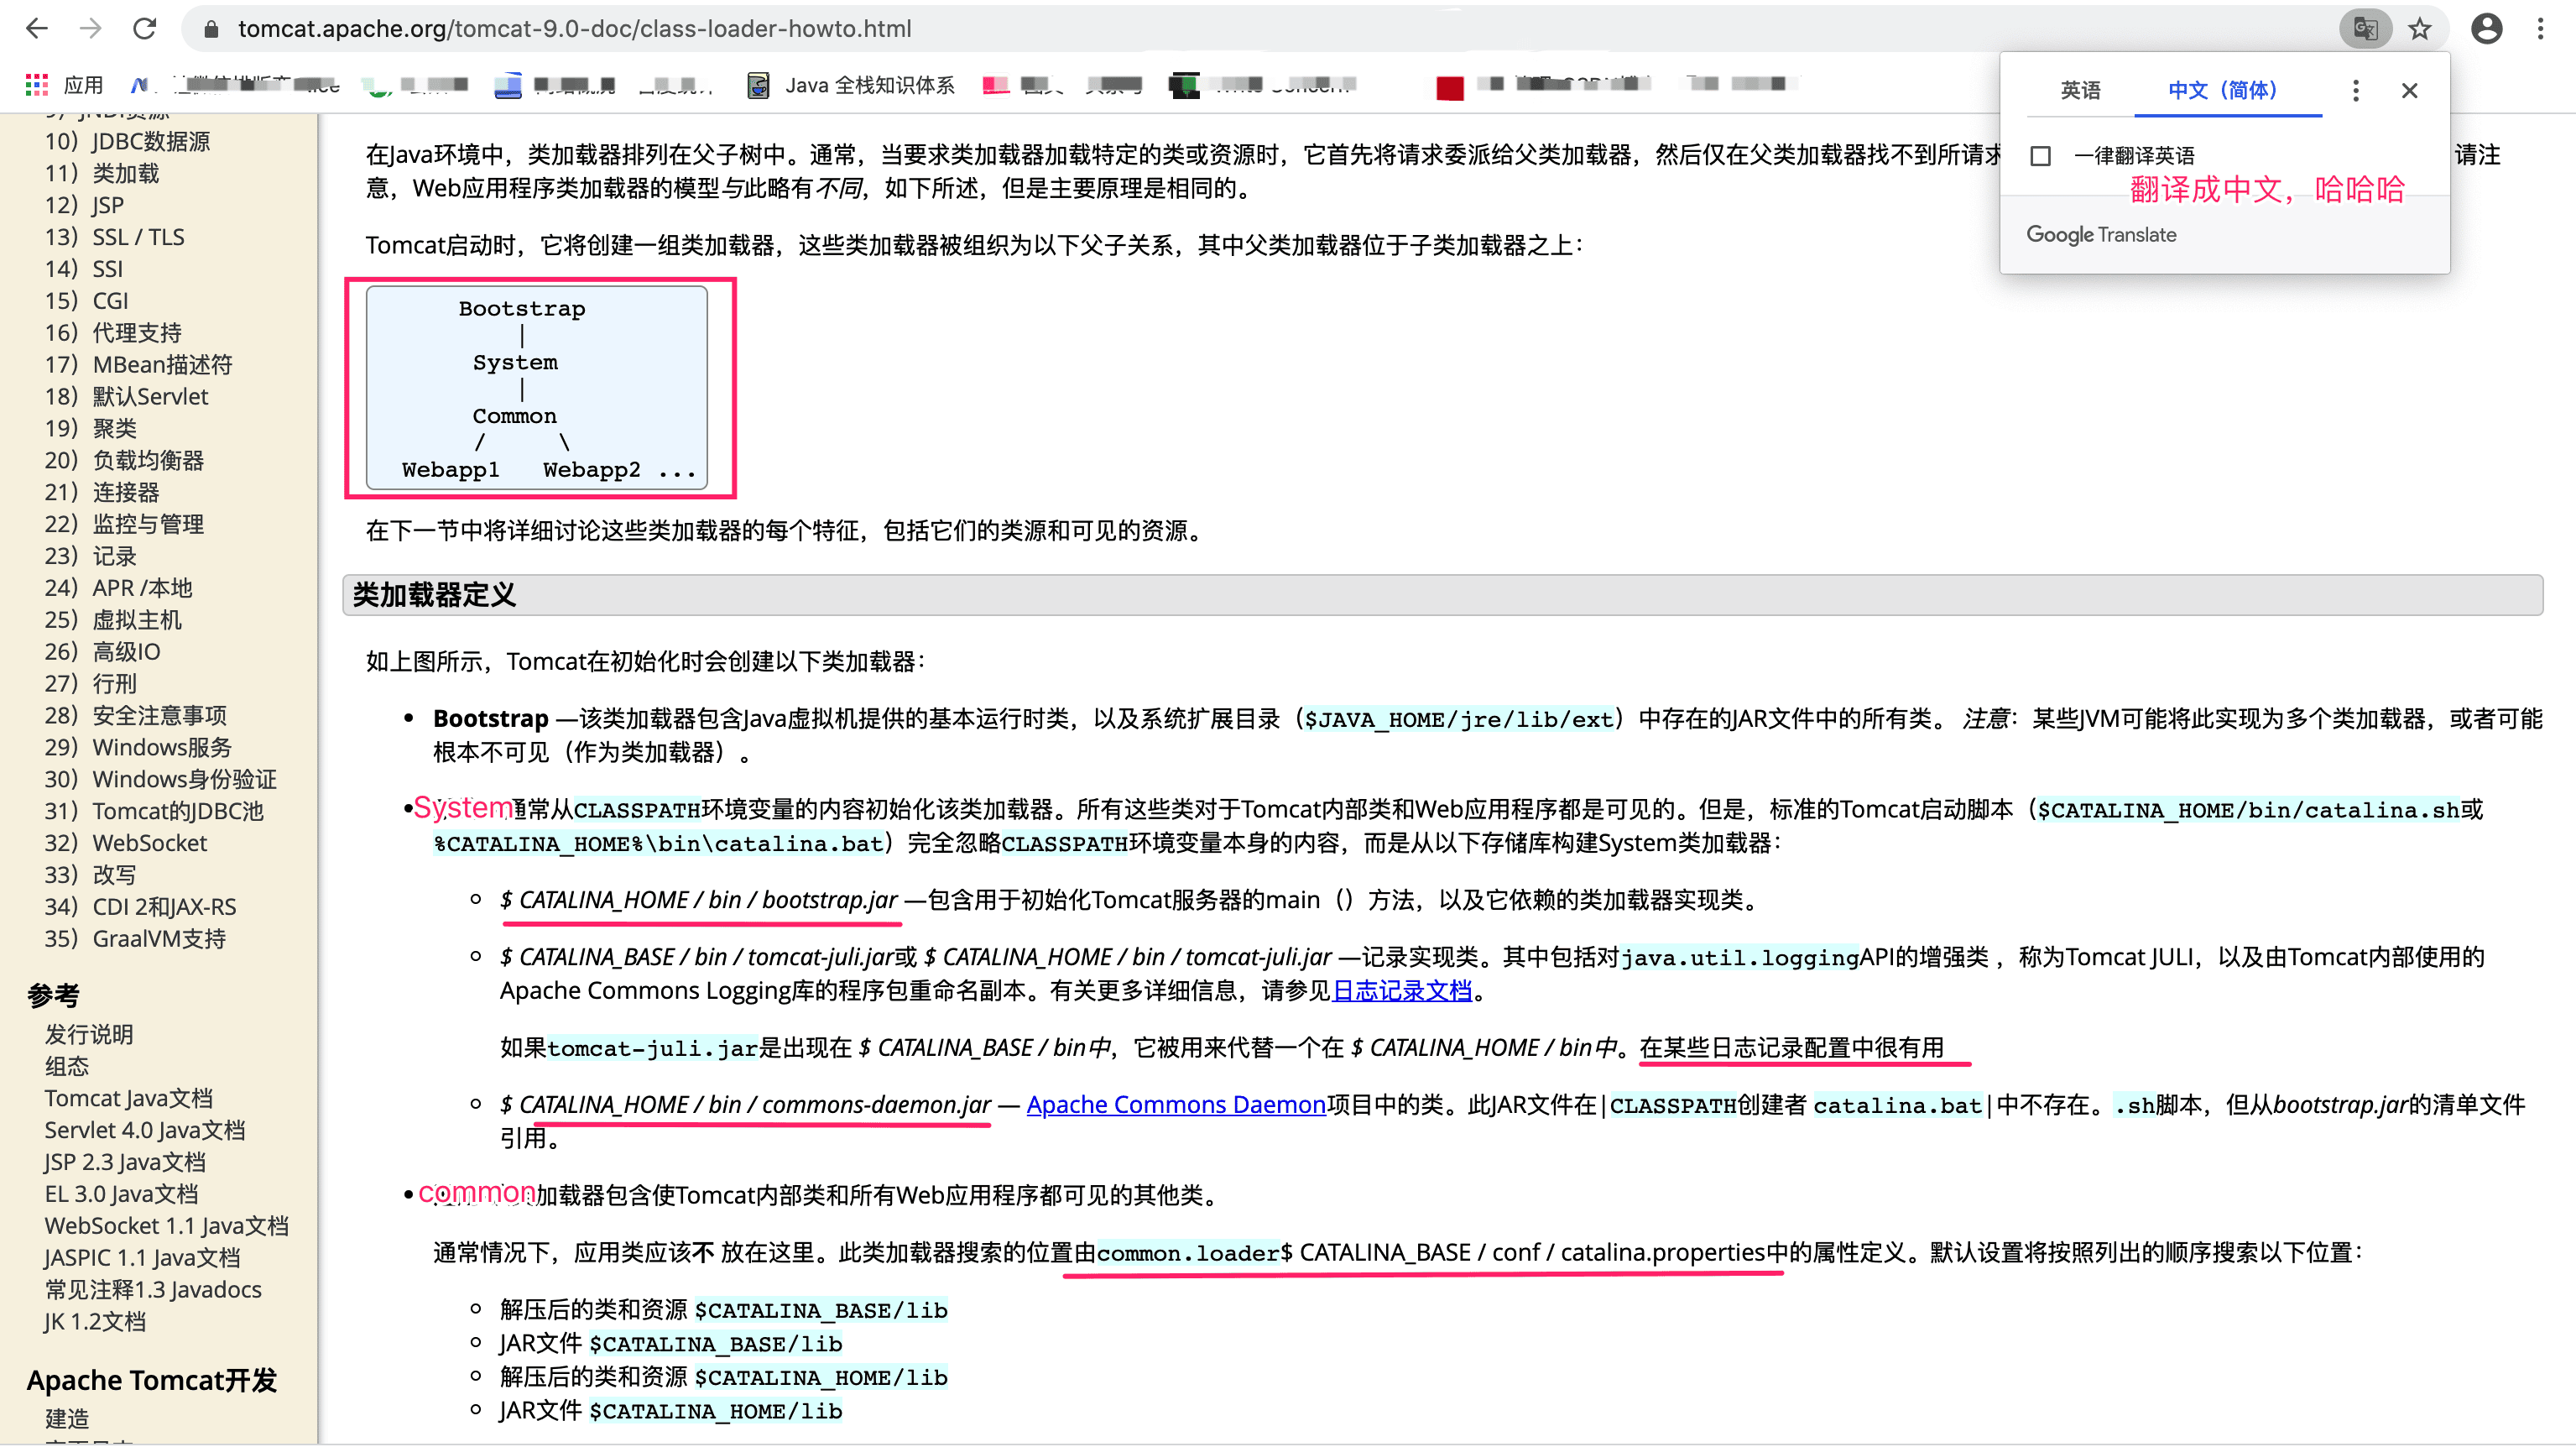 tomcat.apache.org/tomcat-9.0-doc/class-loader-howto.html
应用
Java 全栈知识体系
英语 中文（简体）
一律翻译英语
翻译成中文，哈哈哈
Google Translate
10）JDBC数据源
11）类加载
12）JSP
13）SSL / TLS
14）SSI
15）CGI
16）代理支持
17）MBean描述符
18）默认Servlet
19）聚类
20）负载均衡器
21）连接器
22）监控与管理
23）记录
24）APR /本地
25）虚拟主机
26）高级IO
27）行刑
28）安全注意事项
29）Windows服务
30）Windows身份验证
31）Tomcat的JDBC池
32）WebSocket
33）改写
34）CDI 2和JAX-RS
35）GraalVM支持
参考
发行说明
组态
Tomcat Java文档
Servlet 4.0 Java文档
JSP 2.3 Java文档
EL 3.0 Java文档
WebSocket 1.1 Java文档
JASPIC 1.1 Java文档
常见注释1.3 Javadocs
JK 1.2文档
Apache Tomcat开发
建造
在Java环境中，类加载器排列在父子树中。通常，当要求类加载器加载特定的类或资源时，它首先将请求委派给父类加载器，然后仅在父类加载器找不到所请求 请注
意，Web应用程序类加载器的模型与此略有不同，如下所述，但是主要原理是相同的。
Tomcat启动时，它将创建一组类加载器，这些类加载器被组织为以下父子关系，其中父类加载器位于子类加载器之上：
Bootstrap
|
System
|
Common
/ \
Webapp1 Webapp2 ...
在下一节中将详细讨论这些类加载器的每个特征，包括它们的类源和可见的资源。
类加载器定义
如上图所示，Tomcat在初始化时会创建以下类加载器：
• Bootstrap —该类加载器包含Java虚拟机提供的基本运行时类，以及系统扩展目录（$JAVA_HOME/jre/lib/ext）中存在的JAR文件中的所有类。 注意：某些JVM可能将此实现为多个类加载器，或者可能
根本不可见（作为类加载器）。
• System通常从CLASSPATH环境变量的内容初始化该类加载器。所有这些类对于Tomcat内部类和Web应用程序都是可见的。但是，标准的Tomcat启动脚本（$CATALINA_HOME/bin/catalina.sh或
%CATALINA_HOME%\bin\catalina.bat）完全忽略CLASSPATH环境变量本身的内容，而是从以下存储库构建System类加载器：
$ CATALINA_HOME / bin / bootstrap.jar —包含用于初始化Tomcat服务器的main（）方法，以及它依赖的类加载器实现类。
$ CATALINA_BASE / bin / tomcat-juli.jar或 $ CATALINA_HOME / bin / tomcat-juli.jar —记录实现类。其中包括对java.util.loggingAPI的增强类 ，称为Tomcat JULI，以及由Tomcat内部使用的
Apache Commons Logging库的程序包重命名副本。有关更多详细信息，请参见日志记录文档。
如果tomcat-juli.jar是出现在 $ CATALINA_BASE / bin中，它被用来代替一个在 $ CATALINA_HOME / bin中。在某些日志记录配置中很有用
$ CATALINA_HOME / bin / commons-daemon.jar — Apache Commons Daemon项目中的类。此JAR文件在|CLASSPATH创建者 catalina.bat|中不存在。.sh脚本，但从bootstrap.jar的清单文件
引用。
• common加载器包含使Tomcat内部类和所有Web应用程序都可见的其他类。
通常情况下，应用类应该不 放在这里。此类加载器搜索的位置由common.loader$ CATALINA_BASE / conf / catalina.properties中的属性定义。默认设置将按照列出的顺序搜索以下位置：
解压后的类和资源 $CATALINA_BASE/lib
JAR文件 $CATALINA_BASE/lib
解压后的类和资源 $CATALINA_HOME/lib
JAR文件 $CATALINA_HOME/lib